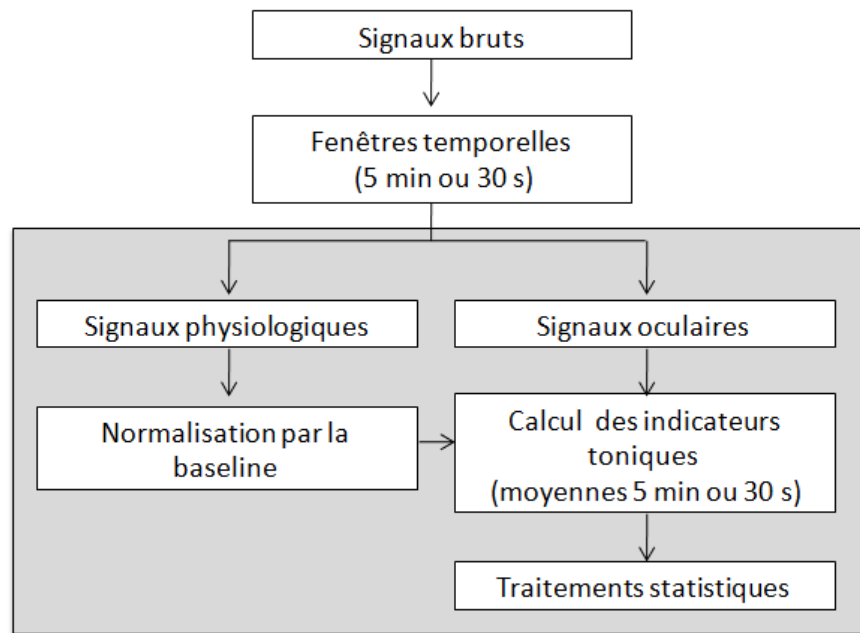 Signaux bruts
Fenêtres temporelles
(5 min ou 30 s)
Signaux physiologiques
Signaux oculaires
Normalisation par la
baseline
Calcul des indicateurs
toniques
(moyennes 5 min ou 30 s)
Traitements statistiques